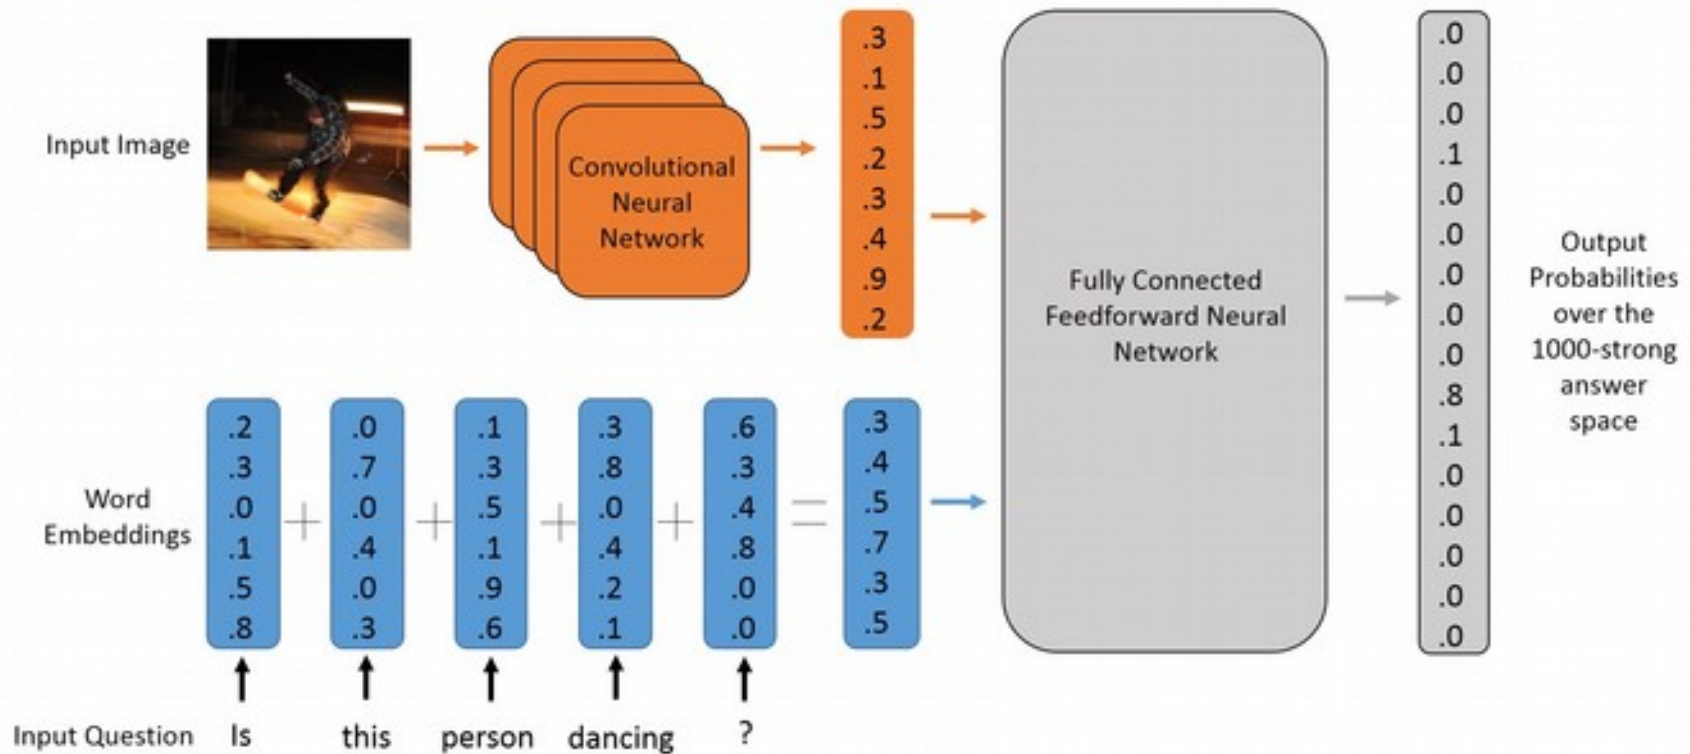 Input Image
Convolutional
Neural
Network
.3
.1
.5
.2
.3
.4
.9
.2
Fully Connected
Feedforward Neural
Network
.0
.0
.0
.1
.0
.0
.0
.0
.0
.8
.1
.0
.0
.0
.0
.0
Output
Probabilities
over the
1000-strong
answer
space
Word
Embeddings
.2 .0 .1 .3 .6 .3
.3 .7 .3 .8 .3 .4
.0 + .0 + .5 + .0 + .4 = .5
.1 .4 .1 .4 .8 .7
.5 .0 .9 .2 .0 .3
.8 .3 .6 .1 .0 .5
Input Question Is this person dancing ?